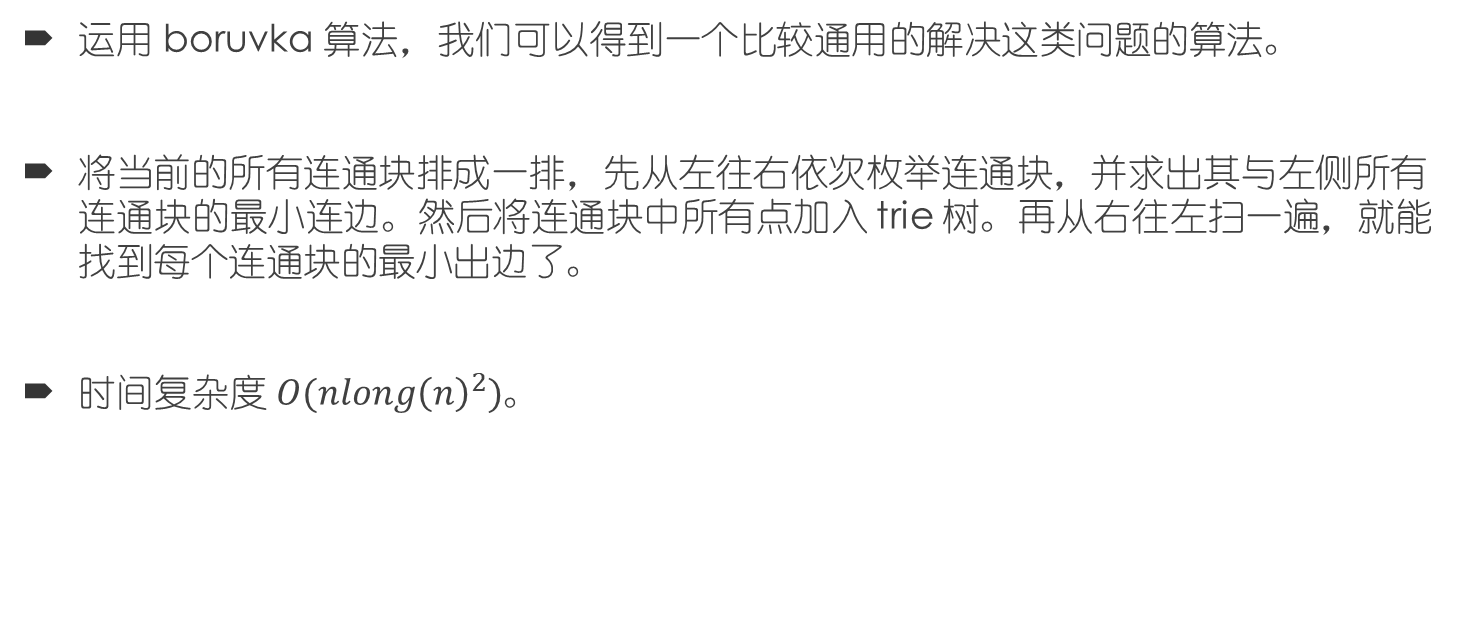 运用 boruvka 算法，我们可以得到一个比较通用的解决这类问题的算法。
将当前的所有连通块排成一排，先从左往右依次枚举连通块，并求出其与左侧所有
连通块的最小连边。然后将连通块中所有点加入 trie 树。再从右往左扫一遍，就能
找到每个连通块的最小出边了。
时间复杂度 O(nlong(n)²)。